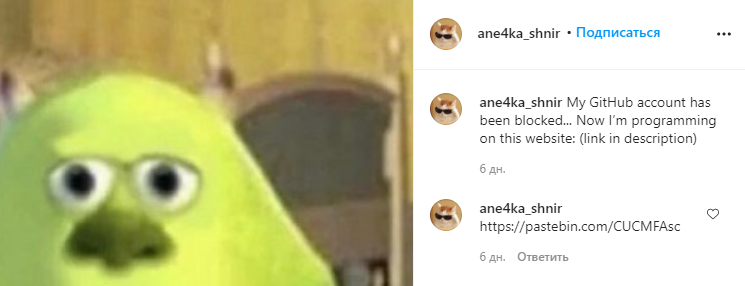 ane4ka_shnir • Подписаться
ane4ka_shnir My GitHub account has
been blocked... Now I'm programming
on this website: (link in description)
6 дн.
ane4ka_shnir
https://pastebin.com/CUCMFAsc
6 дн. Ответить